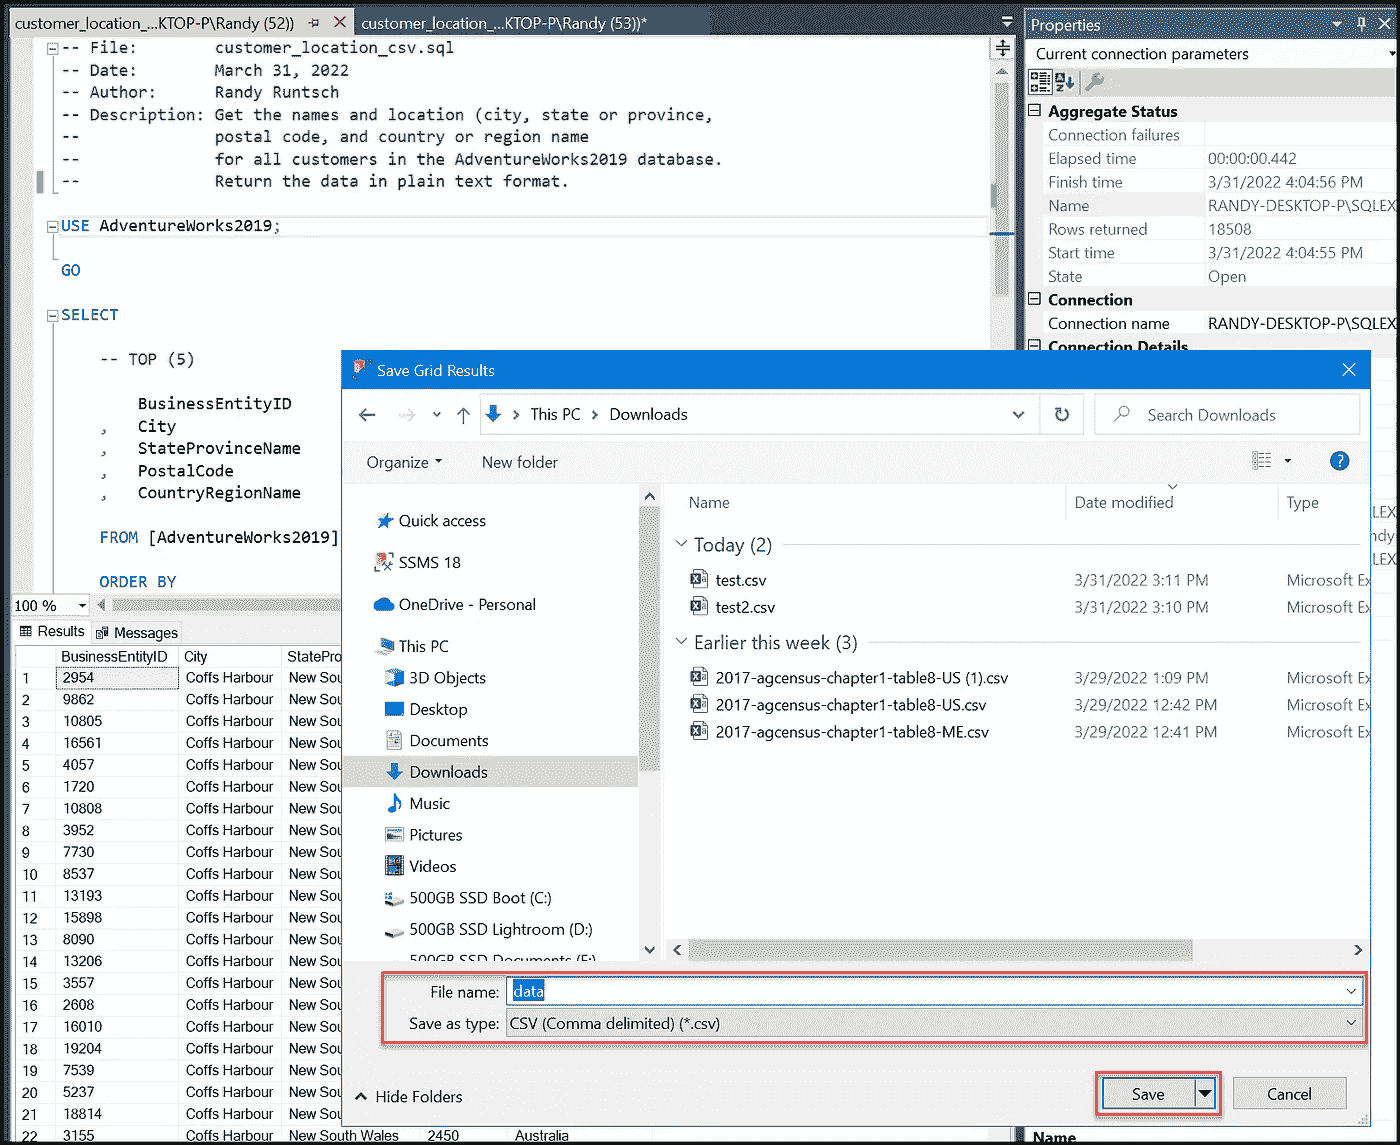 customer_location_...KTOP-P\Randy (52))
customer_location_...KTOP-P\Randy (53))*
-- File: customer_location_csv.sql
-- Date: March 31, 2022
-- Author: Randy Runtsch
-- Description: Get the names and location (city, state or province,
-- postal code, and country or region name
-- for all customers in the AdventureWorks2019 database.
-- Return the data in plain text format.
USE AdventureWorks2019;
GO
SELECT
-- TOP (5)
BusinessEntityID
, City
, StateProvinceName
, PostalCode
, CountryRegionName
FROM [AdventureWorks2019]
ORDER BY
100 %
Results Messages
BusinessEntityID City StatePro
1 2954 Coffs Harbour New Sou
2 9862 Coffs Harbour New Sou
3 10805 Coffs Harbour New Sou
4 16561 Coffs Harbour New Sou
5 4057 Coffs Harbour New Sou
6 1720 Coffs Harbour New Sou
7 10808 Coffs Harbour New Sou
8 3952 Coffs Harbour New Sou
9 7730 Coffs Harbour New Sou
10 8537 Coffs Harbour New Sou
11 13193 Coffs Harbour New Sou
12 15898 Coffs Harbour New Sou
13 8090 Coffs Harbour New Sou
14 13206 Coffs Harbour New Sou
15 3557 Coffs Harbour New Sou
16 2608 Coffs Harbour New Sou
17 16010 Coffs Harbour New Sou
18 19204 Coffs Harbour New Sou
19 7539 Coffs Harbour New Sou
20 5237 Coffs Harbour New Sou
21 18814 Coffs Harbour New Sou
22 3155 Coffs Harbour New South Wales 2450 Australia
Properties
Current connection parameters
Aggregate Status
Connection failures
Elapsed time 00:00:00.442
Finish time 3/31/2022 4:04:56 PM
Name RANDY-DESKTOP-P\SQLEX
Rows returned 18508
Start time 3/31/2022 4:04:55 PM
State Open
Connection
Connection name RANDY-DESKTOP-P\SQLEX
Connection Details
LEX
ndy-
LEX
Name
Save Grid Results
This PC > Downloads
Search Downloads
Organize
New folder
Quick access
SSMS 18
OneDrive - Personal
This PC
3D Objects
Desktop
Documents
Downloads
Music
Pictures
Videos
500GB SSD Boot (C:)
500GB SSD Lightroom (D:)
500GB SSD Documents (E:)
Name Date modified Type
Today (2)
test.csv 3/31/2022 3:11 PM Microsoft Ex
test2.csv 3/31/2022 3:10 PM Microsoft Ex
Earlier this week (3)
2017-agcensus-chapter1-table8-US (1).csv 3/29/2022 1:09 PM Microsoft Ex
2017-agcensus-chapter1-table8-US.csv 3/29/2022 12:42 PM Microsoft Ex
2017-agcensus-chapter1-table8-ME.csv 3/29/2022 12:41 PM Microsoft Ex
File name: data
Save as type: CSV (Comma delimited) (*.csv)
Hide Folders
Save
Cancel